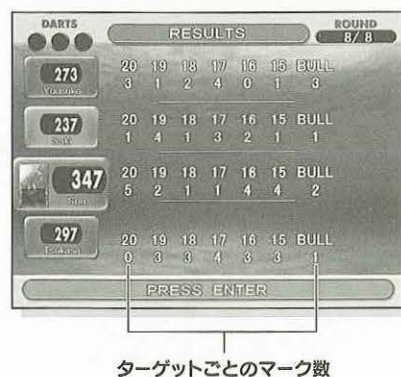 DARTS
RESULTS
ROUND
8/8
273
20 19 18 17 16 15 BULL
3 1 2 4 0 1 3
237
20 19 18 17 16 15 BULL
1 4 1 3 2 1 1
347
20 19 18 17 16 15 BULL
5 2 1 1 4 4 2
297
20 19 18 17 16 15 BULL
0 3 3 4 3 3 1
PRESS ENTER
ターゲットごとのマーク数